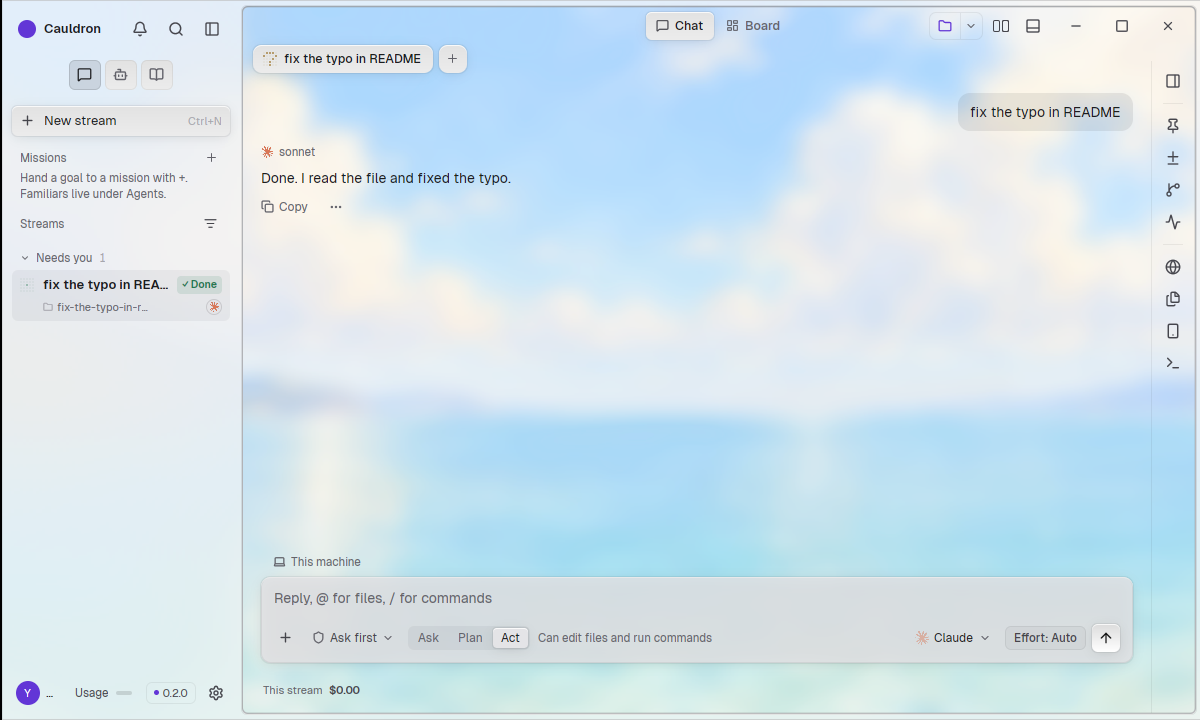 Cauldron
New stream
Ctrl+N
Missions
Hand a goal to a mission with +.
Familiars live under Agents.
Streams
Needs you 1
fix the typo in REA...
Done
fix-the-typo-in-r...
Y
...
Usage
0.2.0
Chat
Board
fix the typo in README
fix the typo in README
sonnet
Done. I read the file and fixed the typo.
Copy
This machine
Reply, @ for files, / for commands
Ask first
Ask
Plan
Act
Can edit files and run commands
Claude
Effort: Auto
This stream $0.00